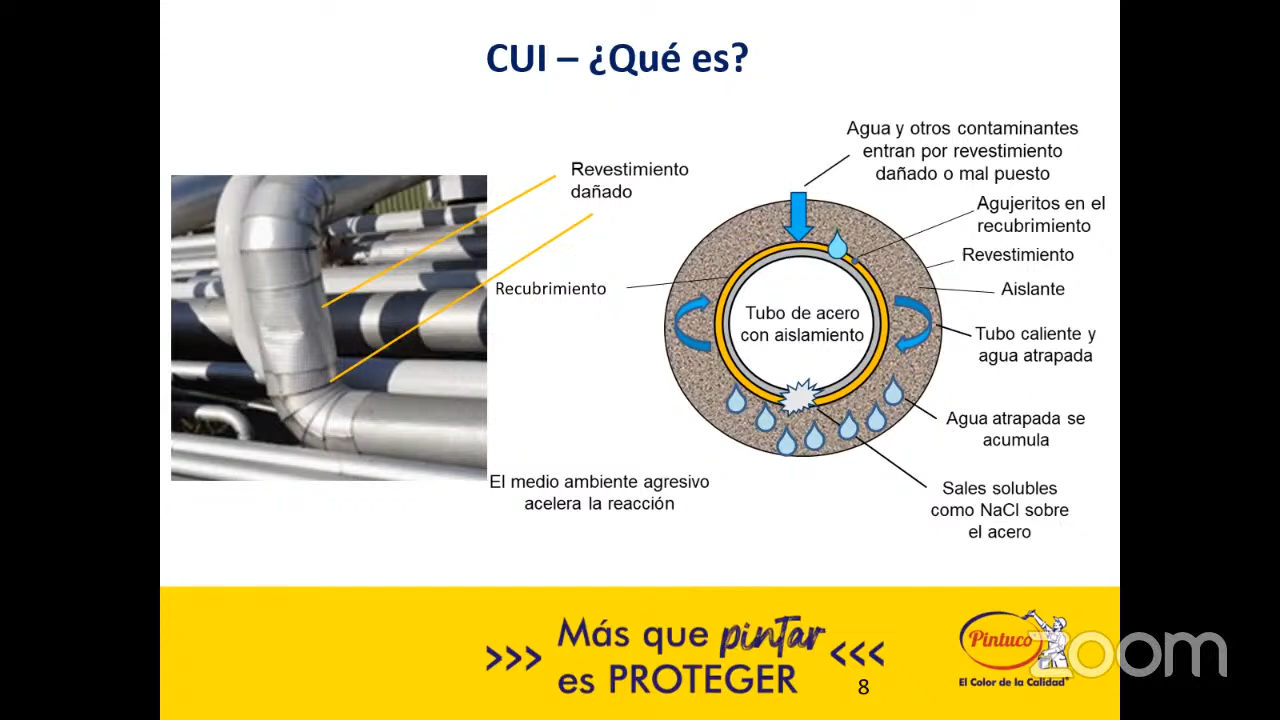 CUI – ¿Qué es?
Agua y otros contaminantes
entran por revestimiento
dañado o mal puesto
Revestimiento
dañado
Agujeritos en el
recubrimiento
Revestimiento
Recubrimiento
Aislante
Tubo de acero
con aislamiento
Tubo caliente y
agua atrapada
Agua atrapada se
acumula
El medio ambiente agresivo
acelera la reacción
Sales solubles
como NaCl sobre
el acero
>>> Más que pintar <<<
es PROTEGER
8
Pintuco
El Color de la Calidad®
zoom